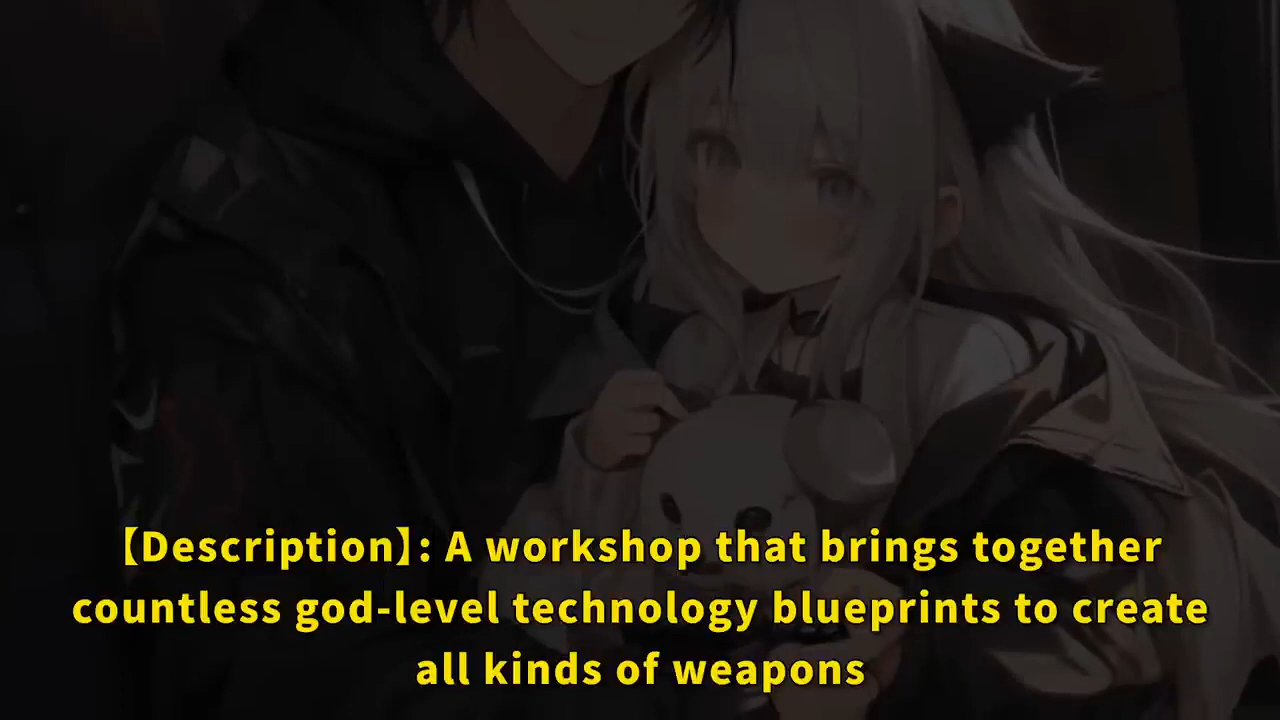 【Description】: A workshop that brings together
countless god-level technology blueprints to create
all kinds of weapons